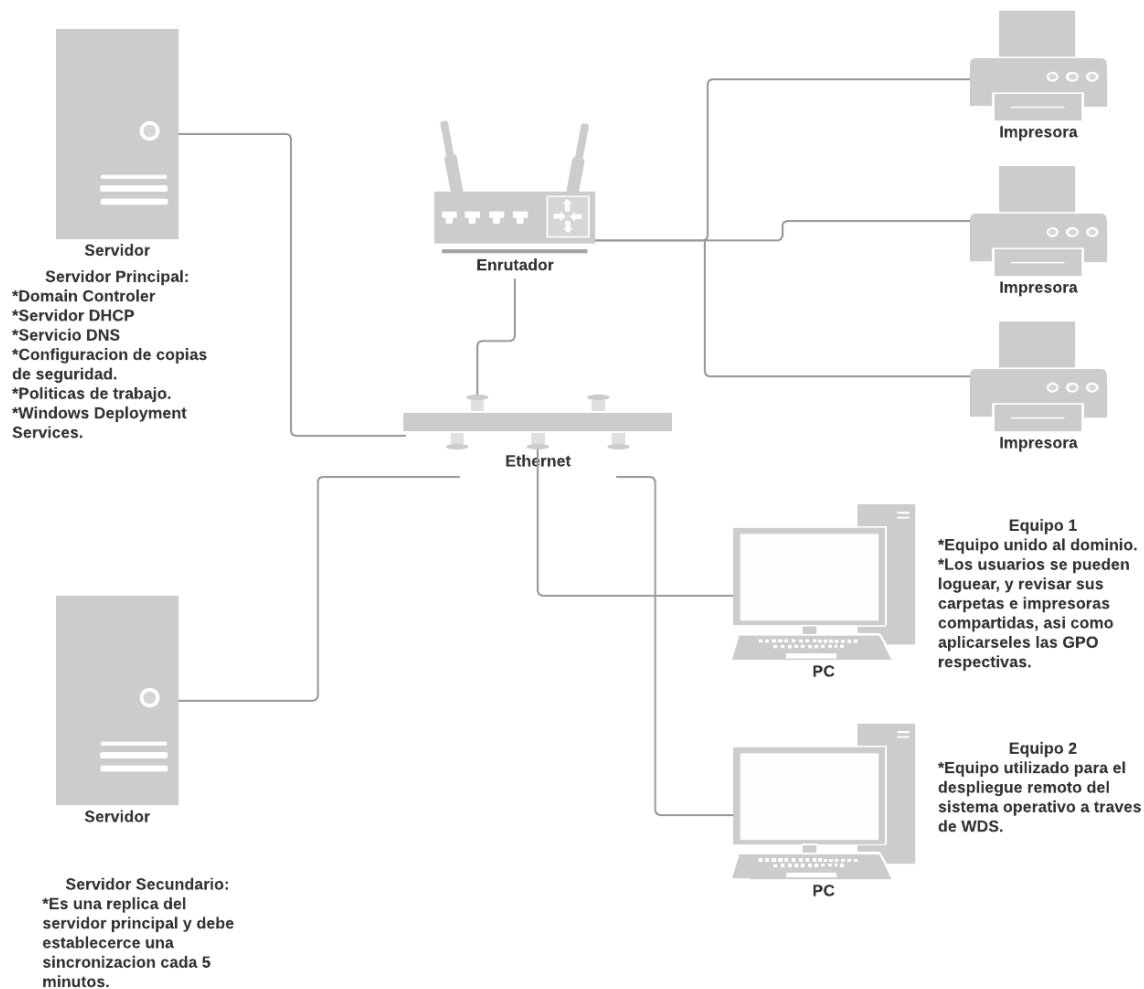 Servidor
Servidor Principal:
*Domain Controler
*Servidor DHCP
*Servicio DNS
*Configuracion de copias
de seguridad.
*Politicas de trabajo.
*Windows Deployment
Services.
Enrutador
Impresora
Impresora
Impresora
Ethernet
Equipo 1
*Equipo unido al dominio.
*Los usuarios se pueden
loguear, y revisar sus
carpetas e impresoras
compartidas, asi como
aplicarseles las GPO
respectivas.
PC
Equipo 2
*Equipo utilizado para el
despliegue remoto del
sistema operativo a traves
de WDS.
PC
Servidor
Servidor Secundario:
*Es una replica del
servidor principal y debe
establecerce una
sincronizacion cada 5
minutos.